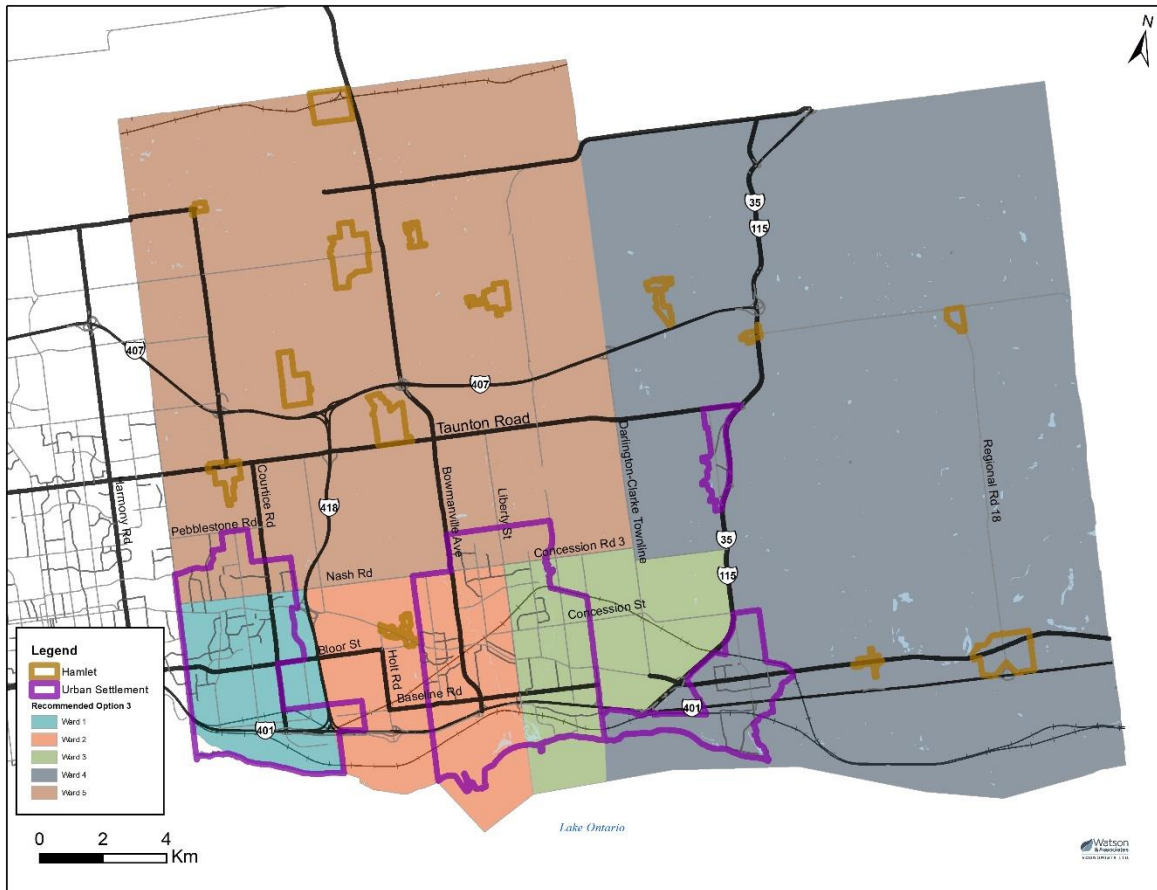 N
35
115
407
407
Taunton Road
Harmony Rd
Courtice Rd
418
Bowmanville Ave
Liberty St
Darlington-Clarke Townline
Regional Rd 18
Pebblestone Rd
Nash Rd
Concession Rd 3
35
115
Concession St
Bloor St
Holt Rd
Baseline Rd
401
401
Legend
Hamlet
Urban Settlement
Recommended Option 3
Ward 1
Ward 2
Ward 3
Ward 4
Ward 5
0 2 4
Km
Lake Ontario
Watson
& Associates
ECONOMISTS LTD.